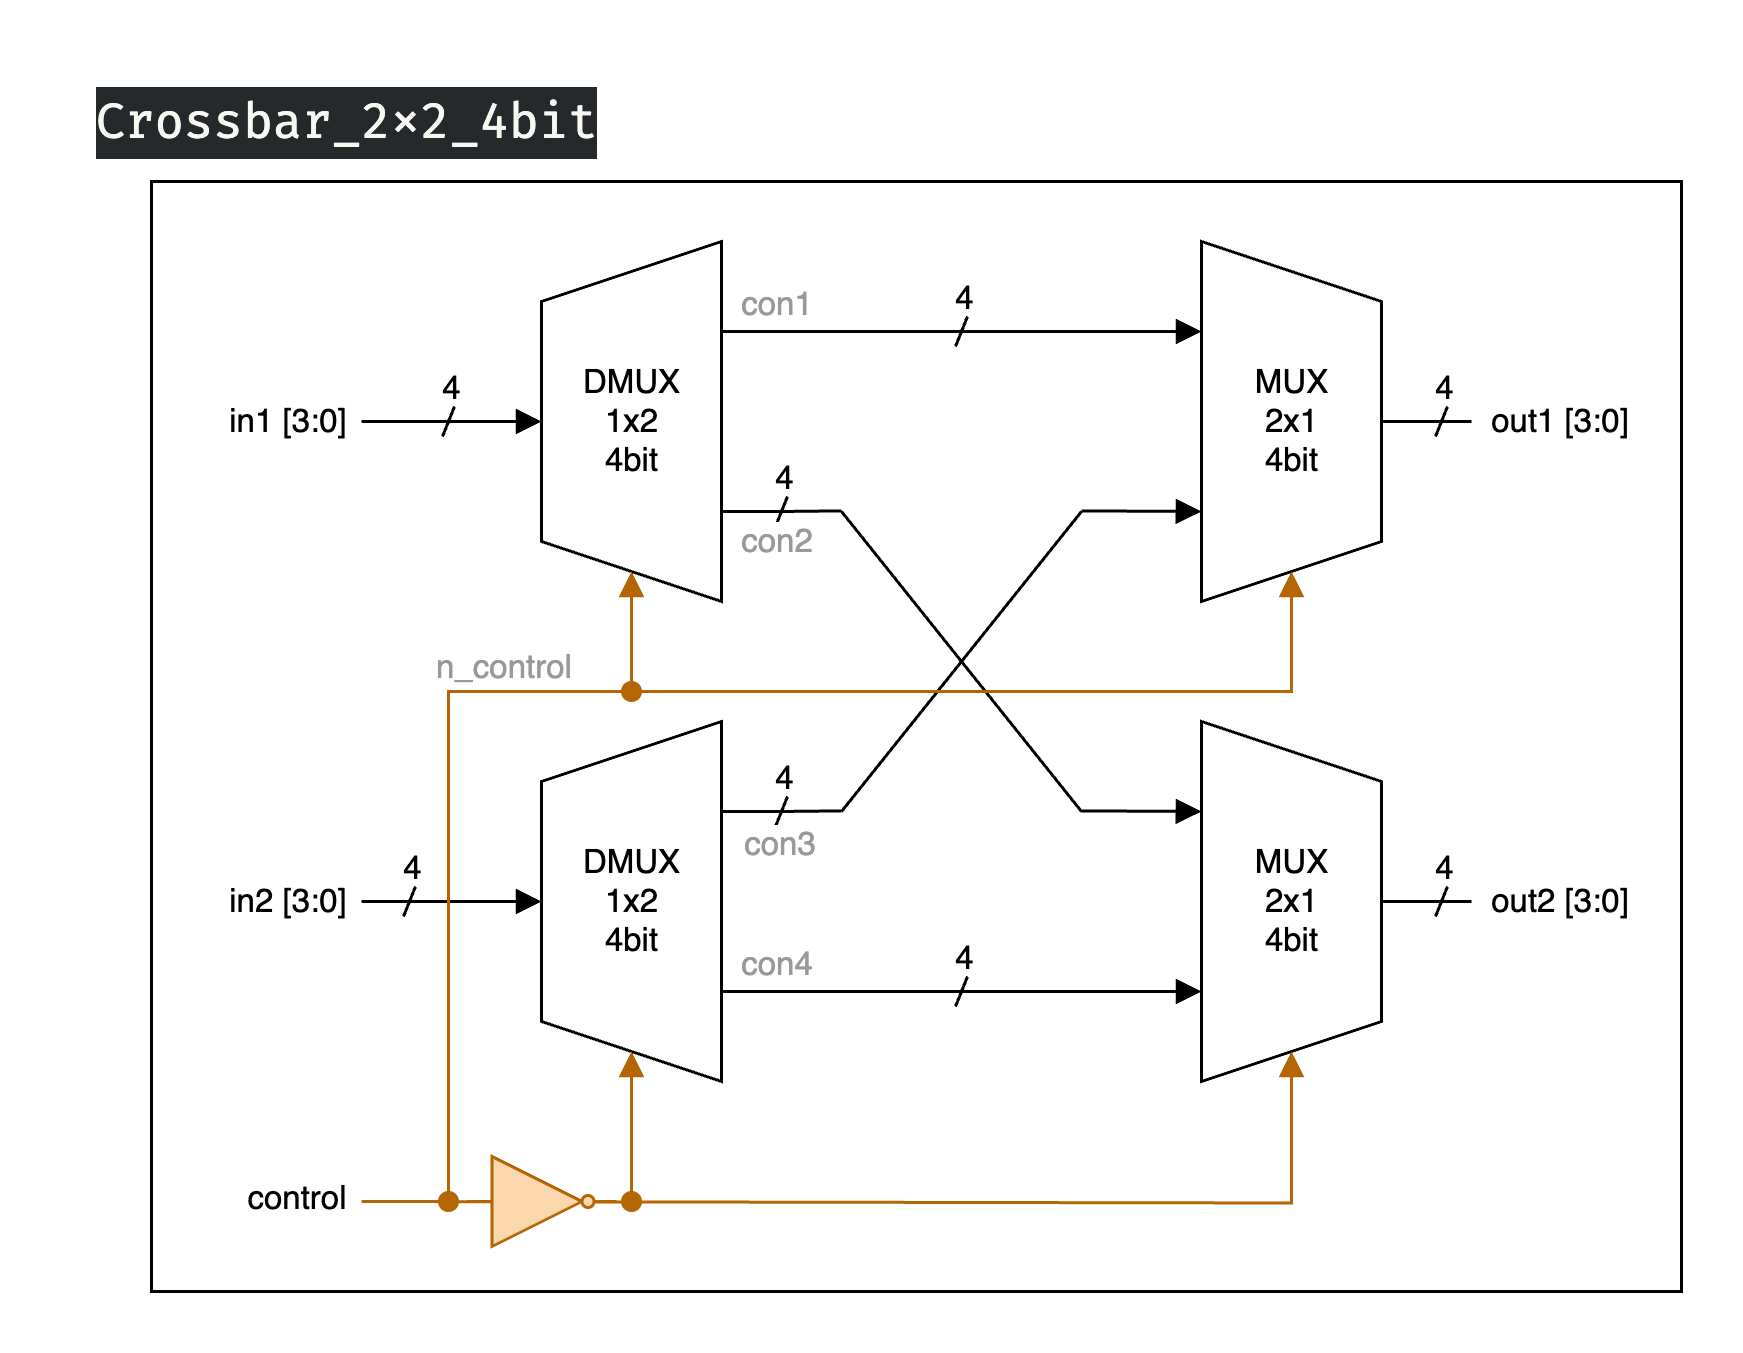 Crossbar_2×2_4bit
con1
4
DMUX
1x2
4bit
MUX
2x1
4bit
4
in1 [3:0]
4
out1 [3:0]
4
con2
n_control
4
con3
DMUX
1x2
4bit
MUX
2x1
4bit
4
in2 [3:0]
4
out2 [3:0]
con4
4
control